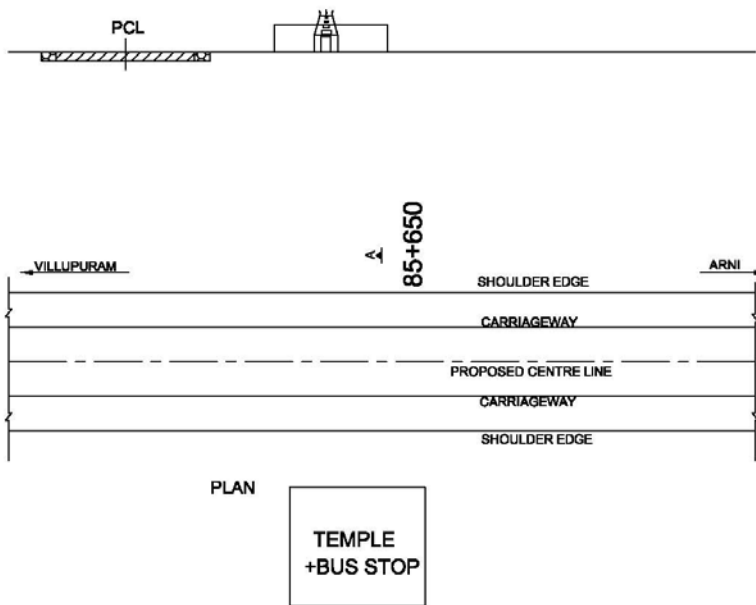 PCL
A
85+650
VILLUPURAM
ARNI
SHOULDER EDGE
CARRIAGEWAY
PROPOSED CENTRE LINE
CARRIAGEWAY
SHOULDER EDGE
PLAN
TEMPLE
+BUS STOP